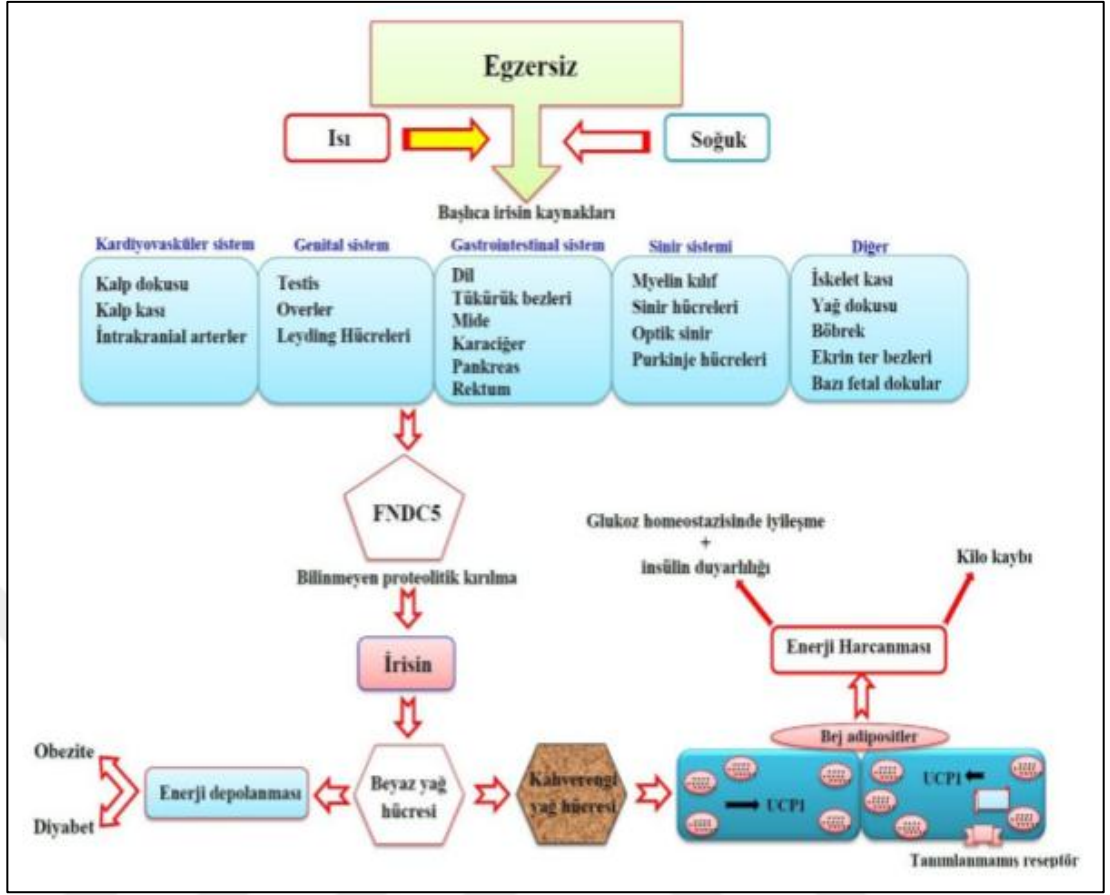 Egzersiz
Isı
Soğuk
Başlıca irisin kaynakları
Kardiyovasküler sistem
Kalp dokusu
Kalp kası
İntrakranial arterler
Genital sistem
Testis
Overler
Leyding Hücreleri
Gastrointestinal sistem
Dil
Tükürük bezleri
Mide
Karaciğer
Pankreas
Rektum
Sinir sistemi
Myelin kılıf
Sinir hücreleri
Optik sinir
Purkinje hücreleri
Diğer
İskelet kası
Yağ dokusu
Böbrek
Ekrin ter bezleri
Bazı fetal dokular
FNDC5
Bilinmeyen proteolitik kırılma
İrisin
Glukoz homeostazisinde iyileşme
+
insülin duyarlılığı
Kilo kaybı
Enerji Harcanması
Bej adipositler
Obezite
Diyabet
Enerji depolanması
Beyaz yağ
hücresi
Kahverengi
yağ hücresi
UCP1
UCP1
Tanımlanmamış reseptör